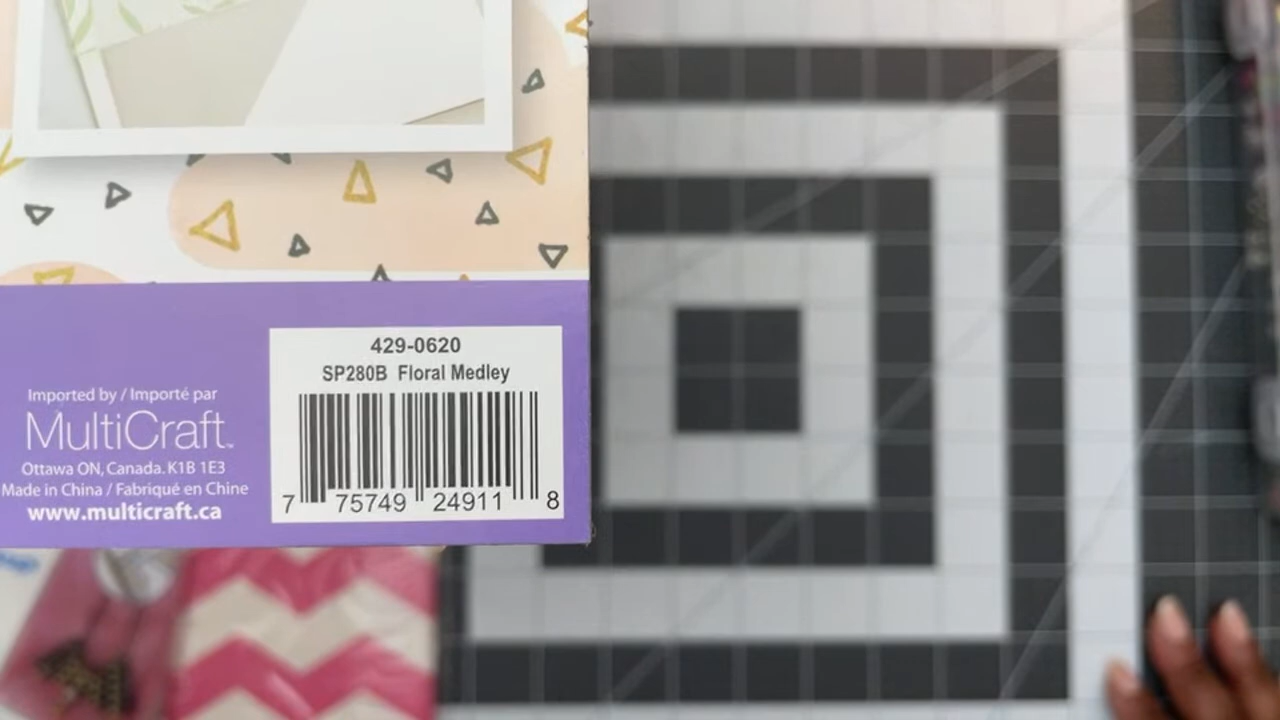 429-0620
SP280B Floral Medley
7 75749 24911 8
Imported by / Importé par
MultiCraft™
Ottawa ON, Canada. K1B 1E3
Made in China / Fabriqué en Chine
www.multicraft.ca